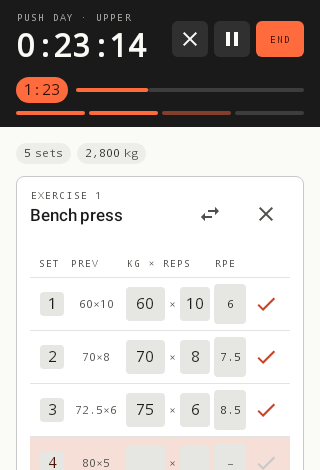 PUSH DAY · UPPER
0:23:14
END
1:23
5 sets 2,800 kg
EXERCISE 1
Bench press
SET PREV KG × REPS RPE
1 60×10 60 × 10 6
2 70×8 70 × 8 7.5
3 72.5×6 75 × 6 8.5
4 80×5 × –